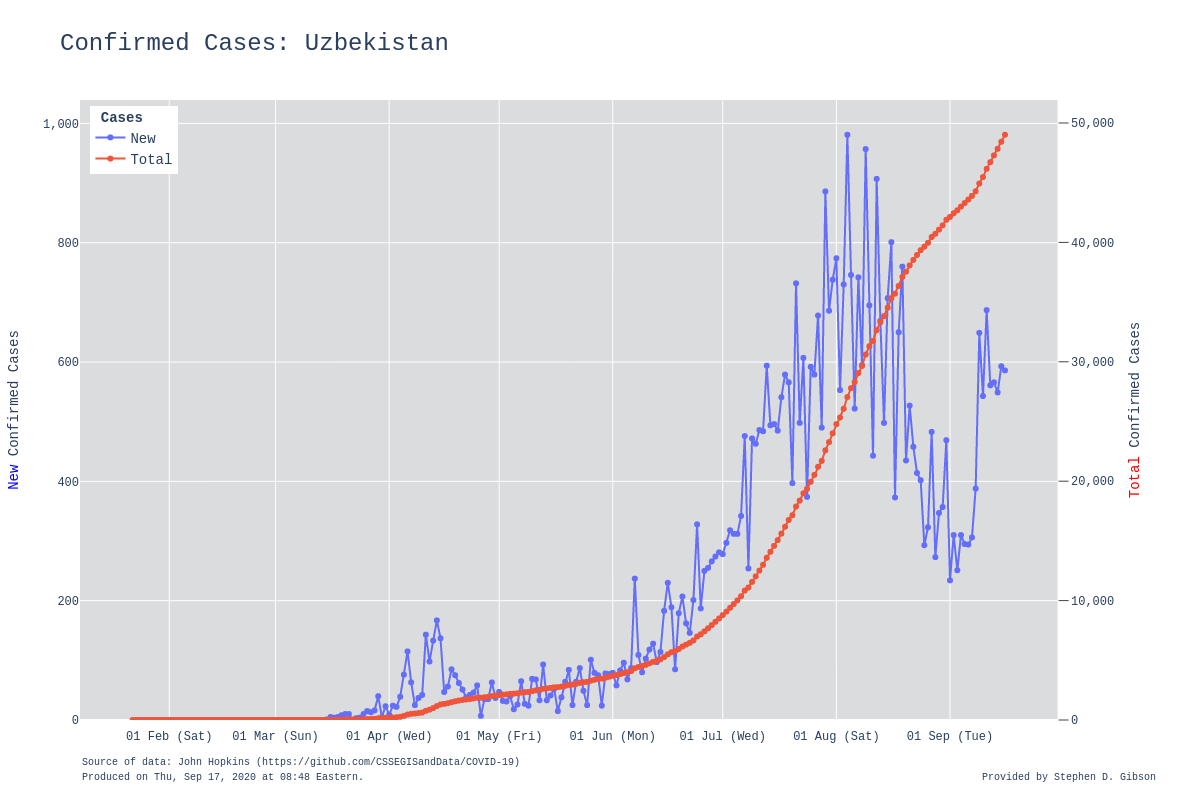 Confirmed Cases: Uzbekistan
Cases
New
Total
1,000
800
600
400
200
0
50,000
40,000
30,000
20,000
10,000
0
New Confirmed Cases
Total Confirmed Cases
01 Feb (Sat) 01 Mar (Sun) 01 Apr (Wed) 01 May (Fri) 01 Jun (Mon) 01 Jul (Wed) 01 Aug (Sat) 01 Sep (Tue)
Source of data: John Hopkins (https://github.com/CSSEGISandData/COVID-19)
Produced on Thu, Sep 17, 2020 at 08:48 Eastern.
Provided by Stephen D. Gibson